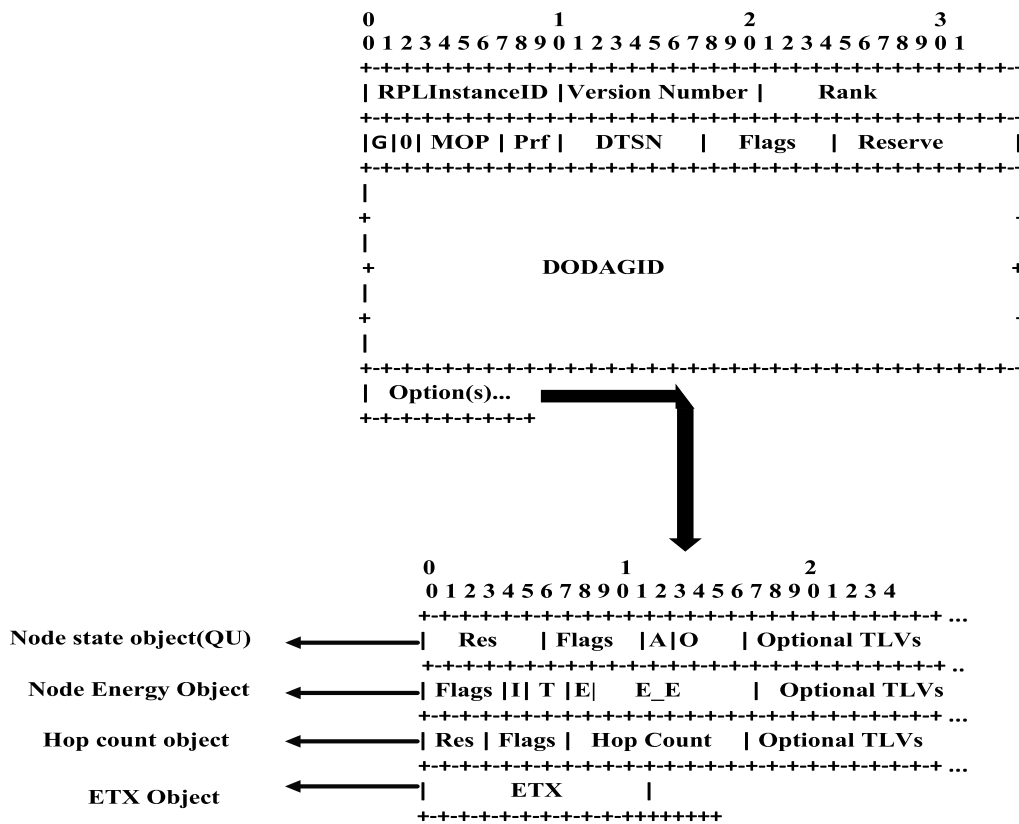 0 1 2 3
0 1 2 3 4 5 6 7 8 9 0 1 2 3 4 5 6 7 8 9 0 1 2 3 4 5 6 7 8 9 0 1
+-+-+-+-+-+-+-+-+-+-+-+-+-+-+-+-+-+-+-+-+-+-+-+-+-+-+-+-+-+-+-+-+-
| RPLInstanceID | Version Number | Rank
+-+-+-+-+-+-+-+-+-+-+-+-+-+-+-+-+-+-+-+-+-+-+-+-+-+-+-+-+-+-+-+-+-
|G|0| MOP | Prf | DTSN | Flags | Reserve |
+-+-+-+-+-+-+-+-+-+-+-+-+-+-+-+-+-+-+-+-+-+-+-+-+-+-+-+-+-+-+-+-+-
|
+ -
|
+ DODAGID +
|
+ -
|
+-+-+-+-+-+-+-+-+-+-+-+-+-+-+-+-+-+-+-+-+-+-+-+-+-+-+-+-+-+-+-+-+-
| Option(s)...
+-+-+-+-+-+-+-+-+
0 1 2
0 1 2 3 4 5 6 7 8 9 0 1 2 3 4 5 6 7 8 9 0 1 2 3 4
+-+-+-+-+-+-+-+-+-+-+-+-+-+-+-+-+-+-+-+-+-+-+-+-+-+-+ ...
Node state object(QU) | Res | Flags | A | O | Optional TLVs
+-+-+-+-+-+-+-+-+-+-+-+-+-+-+-+-+-+-+-+-+-+-+-+-+-+-+ ..
Node Energy Object | Flags | I | T | E | E_E | Optional TLVs
+-+-+-+-+-+-+-+-+-+-+-+-+-+-+-+-+-+-+-+-+-+-+-+-+-+-+ ...
Hop count object | Res | Flags | Hop Count | Optional TLVs
+-+-+-+-+-+-+-+-+-+-+-+-+-+-+-+-+-+-+-+-+-+-+-+-+-+-+ ...
ETX Object | ETX |
+-+-+-+-+-+-+-+-+-+-+++++++